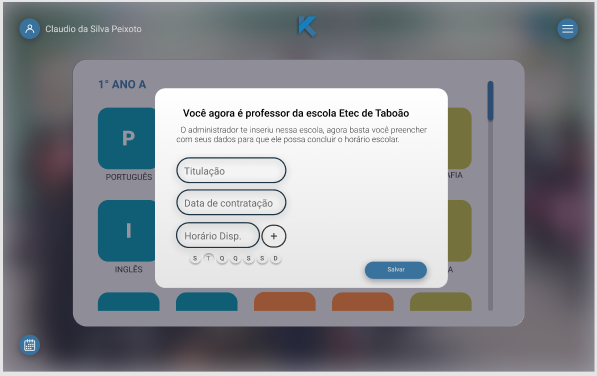 Claudio da Silva Peixoto
K
1° ANO A
P
PORTUGUÊS
AFIA
I
INGLÊS
A
Você agora é professor da escola Etec de Taboão
O administrador te inseriu nessa escola, agora basta você preencher
com seus dados para que ele possa concluir o horário escolar.
Titulação
Data de contratação
Horário Disp.
+
S T Q Q S S D
Salvar